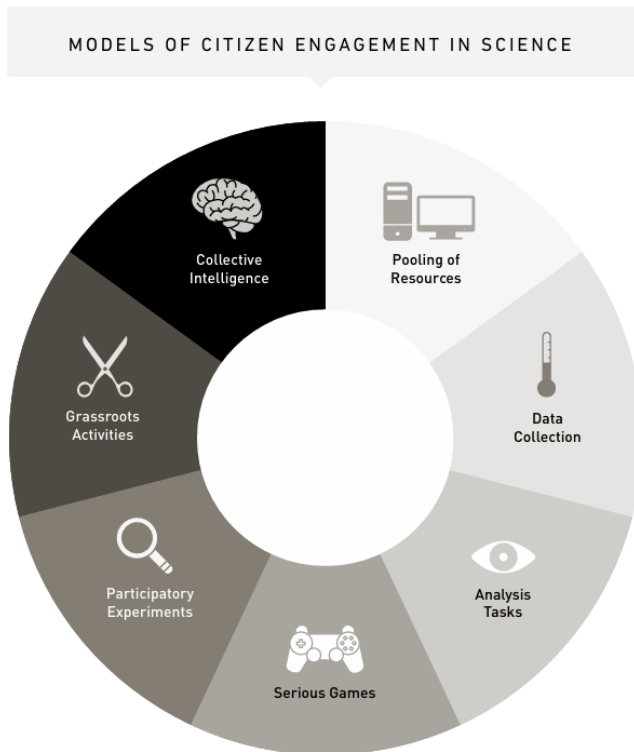 MODELS OF CITIZEN ENGAGEMENT IN SCIENCE
Pooling of
Resources
Data
Collection
Analysis
Tasks
Serious Games
Participatory
Experiments
Grassroots
Activities
Collective
Intelligence